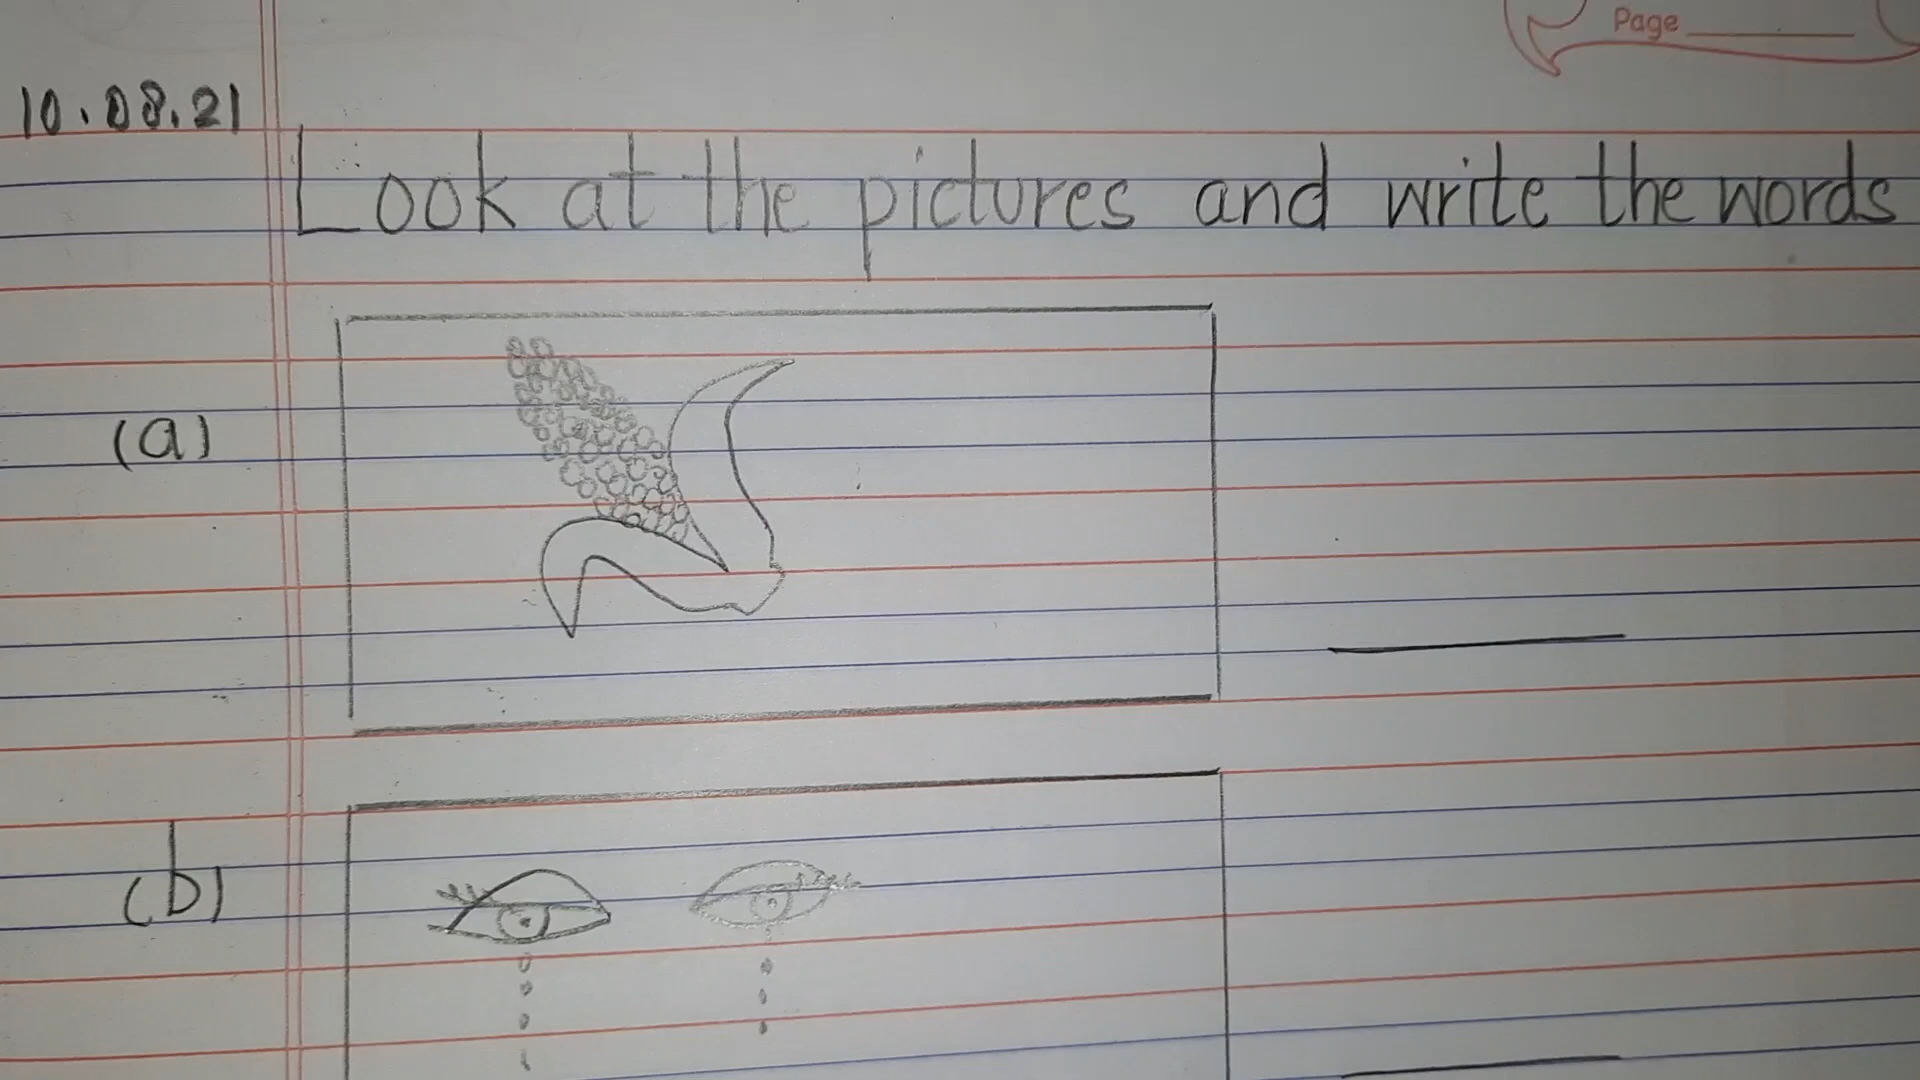 Page
10.08.21
Look at the pictures and write the words
(a)
(b)